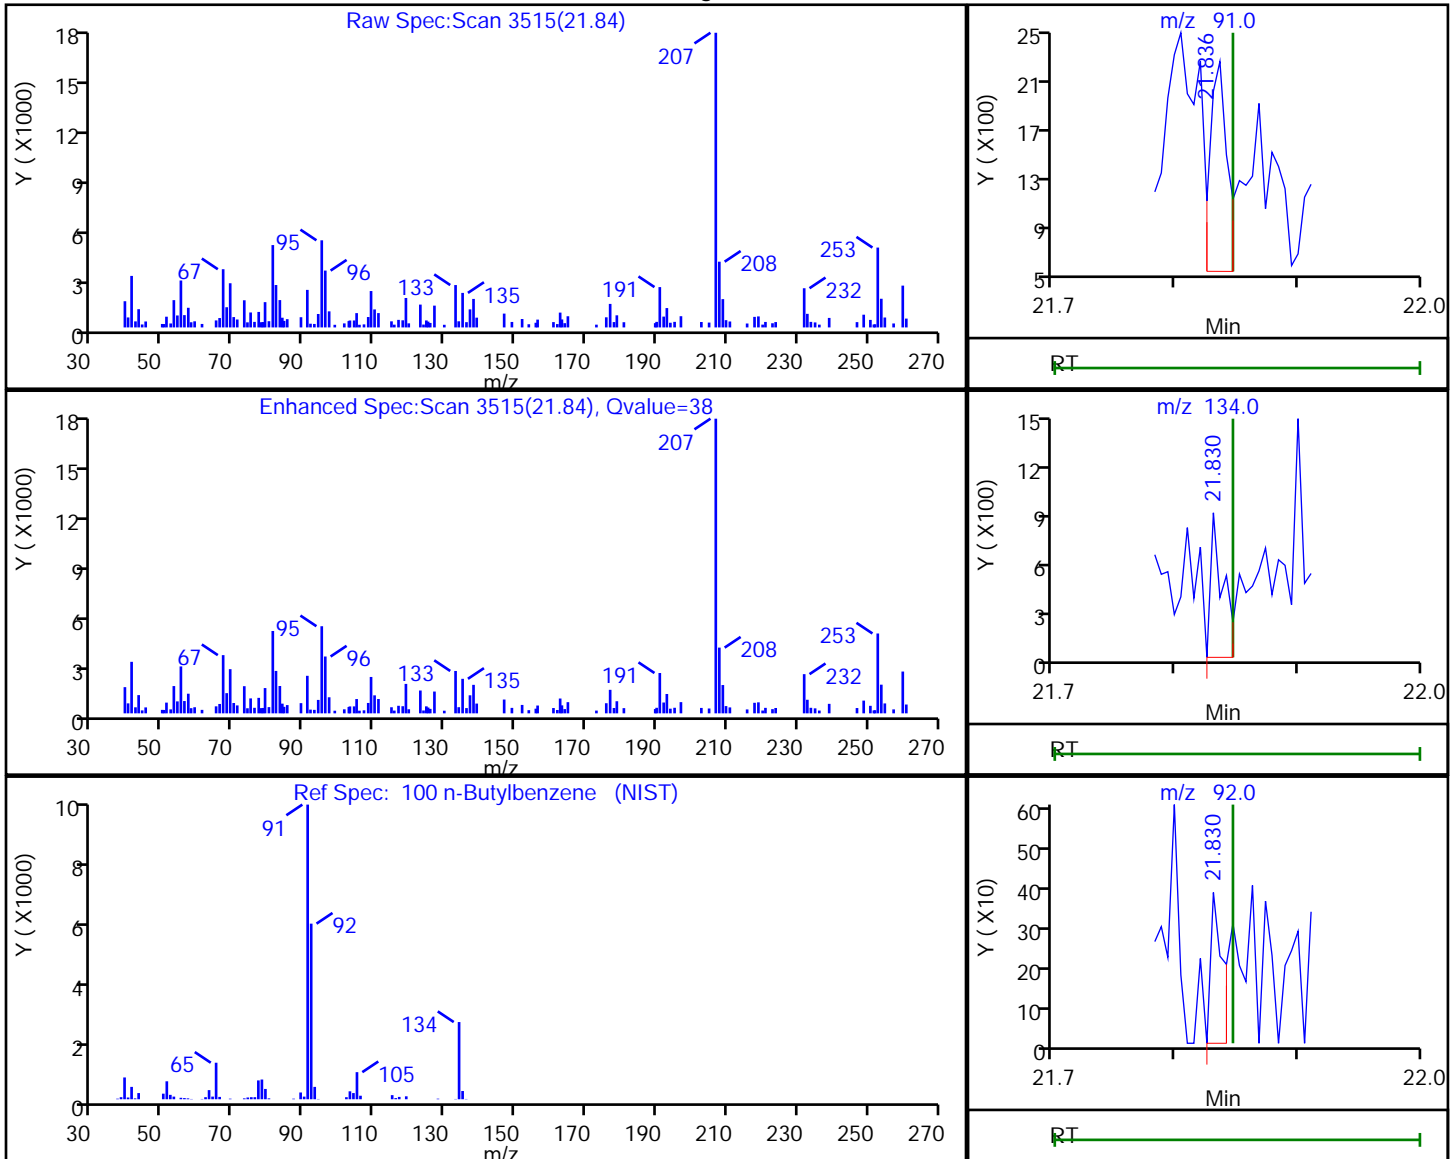 Raw Spec:Scan 3515(21.84)
Y ( X1000)
18
15
12
9
6
3
0
207
95
67
96
133
135
191
208
253
232
30 50 70 90 110 130 150 170 190 210 230 250 270
m/z
m/z 91.0
Y ( X100)
25
21
17
13
9
5
21.836
21.7 22.0
Min
RT
Enhanced Spec:Scan 3515(21.84), Qvalue=38
Y ( X1000)
18
15
12
9
6
3
0
207
95
67
96
133
135
191
208
253
232
30 50 70 90 110 130 150 170 190 210 230 250 270
m/z
m/z 134.0
Y ( X100)
15
12
9
6
3
0
21.830
21.7 22.0
Min
RT
Ref Spec: 100 n-Butylbenzene (NIST)
Y ( X1000)
10
8
6
4
2
0
91
92
134
65
105
30 50 70 90 110 130 150 170 190 210 230 250 270
m/z
m/z 92.0
Y ( X10)
60
50
40
30
20
10
0
21.830
21.7 22.0
Min
RT